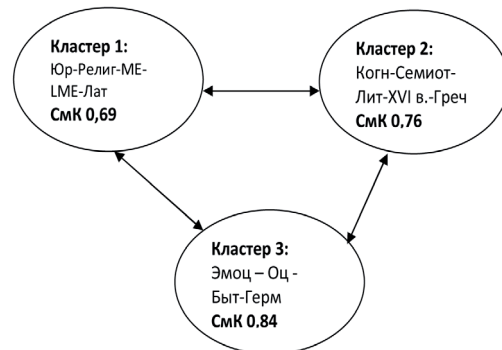 Кластер 1:
Юр-Религ-МЕ-
LME-Лат
СмК 0,69
Кластер 2:
Когн-Семиот-
Лит-XVI в.-Греч
СмК 0,76
Кластер 3:
Эмоц – Оц -
Быт-Герм
СмК 0.84